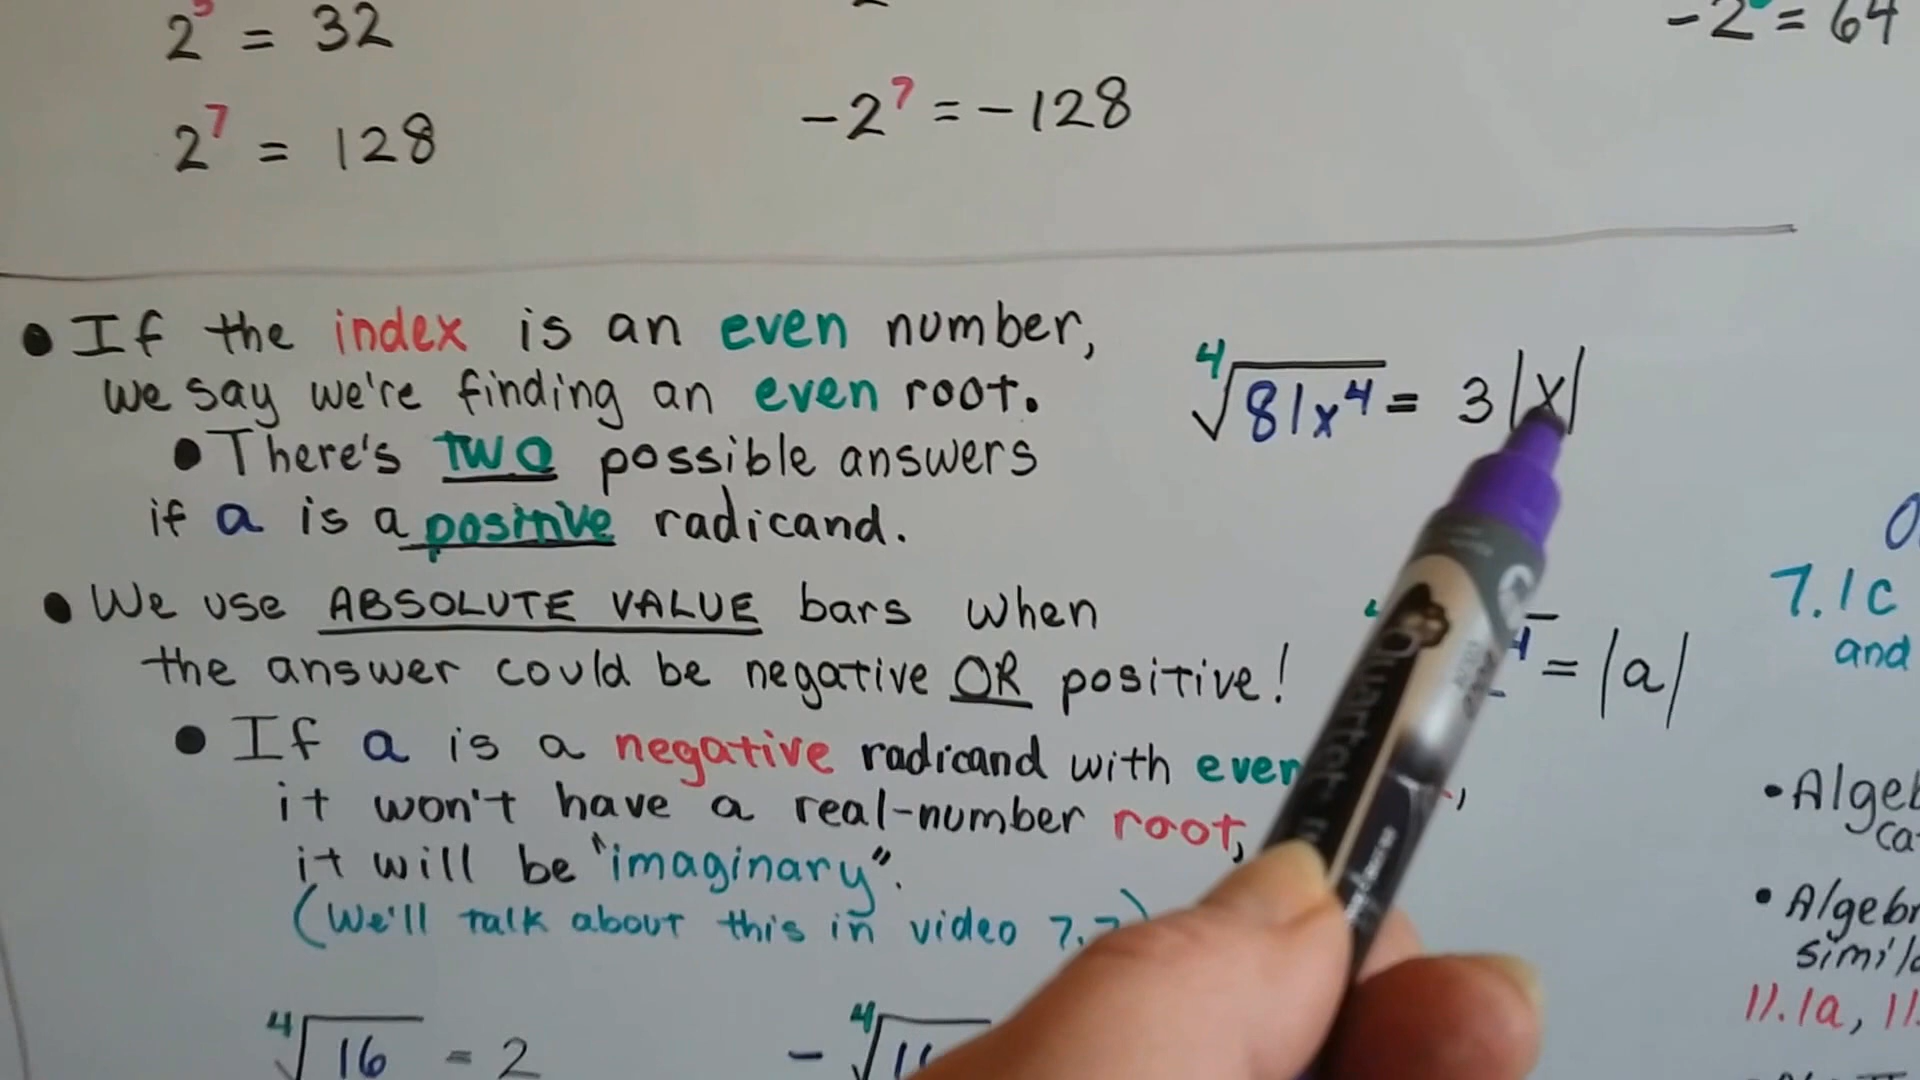 2⁵ = 32
-2 = 64
2⁷ = 128
-2⁷ = -128
• If the index is an even number,
we say we're finding an even root.
• There's TWO possible answers
if a is a positive radicand.
⁴√81x⁴ = 3|x|
• We use ABSOLUTE VALUE bars when
the answer could be negative OR positive!
= |a|
• If a is a negative radicand with even
it won't have a real-number root,
it will be "imaginary".
(We'll talk about this in video 7.7)
⁴√16 = 2
7.1c
and
11.1a,
Quartet